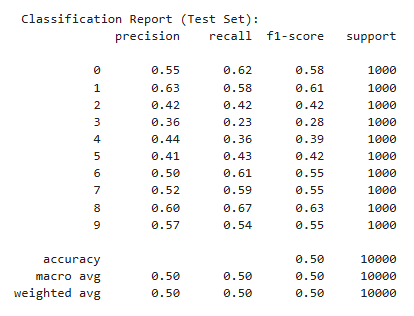 Classification Report (Test Set):
precision recall f1-score support
0 0.55 0.62 0.58 1000
1 0.63 0.58 0.61 1000
2 0.42 0.42 0.42 1000
3 0.36 0.23 0.28 1000
4 0.44 0.36 0.39 1000
5 0.41 0.43 0.42 1000
6 0.50 0.61 0.55 1000
7 0.52 0.59 0.55 1000
8 0.60 0.67 0.63 1000
9 0.57 0.54 0.55 1000
accuracy 0.50 10000
macro avg 0.50 0.50 0.50 10000
weighted avg 0.50 0.50 0.50 10000